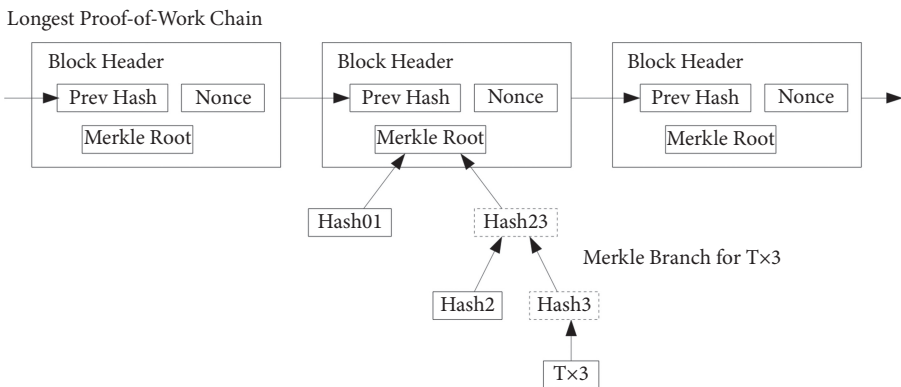 Longest Proof-of-Work Chain
Block Header
Block Header
Block Header
Prev Hash
Nonce
Prev Hash
Nonce
Prev Hash
Nonce
Merkle Root
Merkle Root
Merkle Root
Hash01
Hash23
Merkle Branch for T×3
Hash2
Hash3
T×3